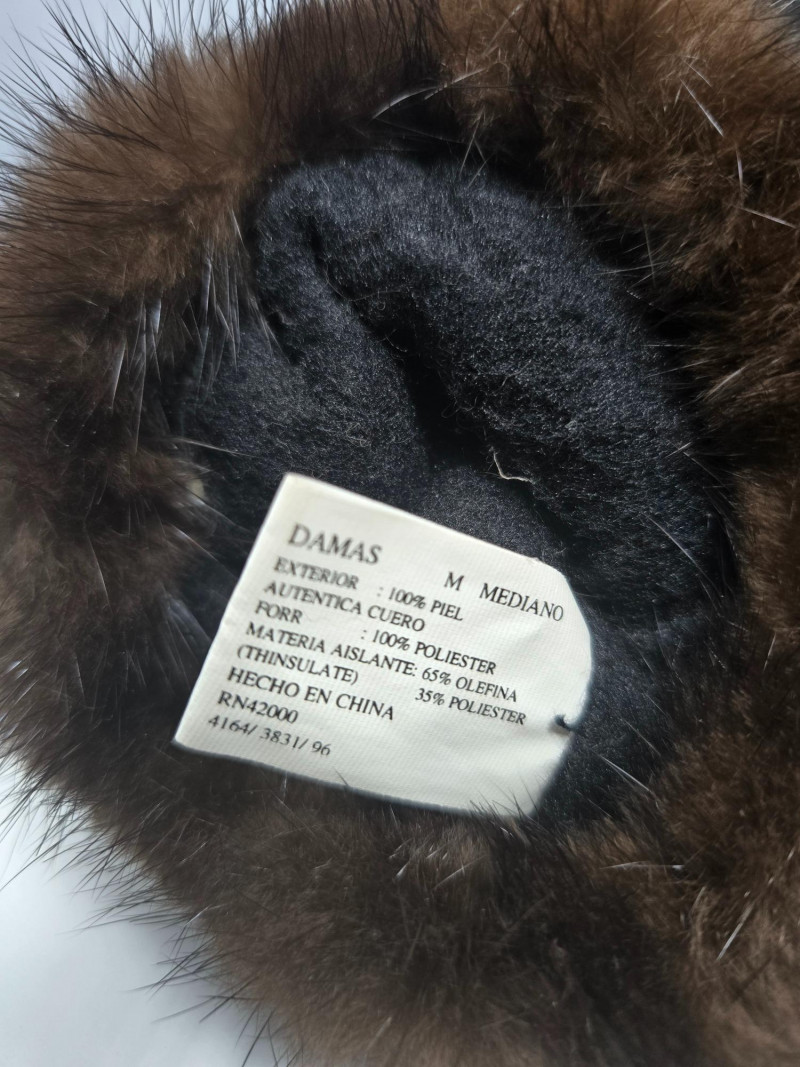 DAMAS
M MEDIANO
EXTERIOR : 100% PIEL
AUTENTICA CUERO
FORR : 100% POLIESTER
MATERIA AISLANTE: 65% OLEFINA
(THINSULATE) 35% POLIESTER
HECHO EN CHINA
RN42000
4164/ 3831/ 96